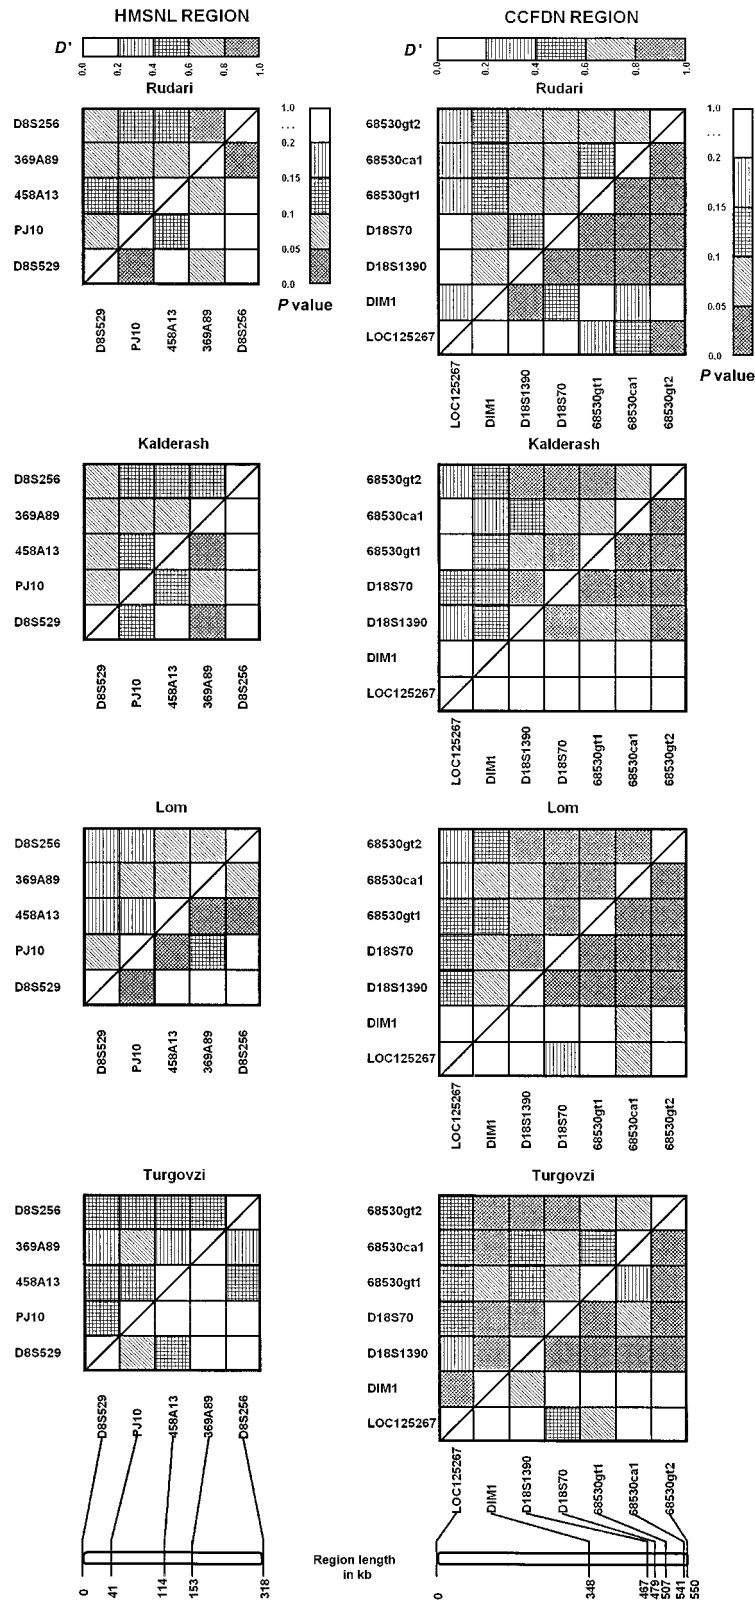 HMSNL REGION
CCFDN REGION
D'
0.0 0.2 0.4 0.6 0.8 1.0
D'
0.0 0.2 0.4 0.6 0.8 1.0
Rudari
D8S256
369A89
458A13
PJ10
D8S529
D8S529 PJ10 458A13 369A89 D8S256
1.0
...
0.2
0.15
0.1
0.05
0.0
P value
Rudari
68530gt2
68530ca1
68530gt1
D18S70
D18S1390
DIM1
LOC125267
LOC125267 DIM1 D18S1390 D18S70 68530gt1 68530ca1 68530gt2
1.0
...
0.2
0.15
0.1
0.05
0.0
P value
Kalderash
D8S256
369A89
458A13
PJ10
D8S529
D8S529 PJ10 458A13 369A89 D8S256
Kalderash
68530gt2
68530ca1
68530gt1
D18S70
D18S1390
DIM1
LOC125267
LOC125267 DIM1 D18S1390 D18S70 68530gt1 68530ca1 68530gt2
Lom
D8S256
369A89
458A13
PJ10
D8S529
D8S529 PJ10 458A13 369A89 D8S256
Lom
68530gt2
68530ca1
68530gt1
D18S70
D18S1390
DIM1
LOC125267
LOC125267 DIM1 D18S1390 D18S70 68530gt1 68530ca1 68530gt2
Turgovzi
D8S256
369A89
458A13
PJ10
D8S529
D8S529 PJ10 458A13 369A89 D8S256
0 41 114 153 318
Turgovzi
68530gt2
68530ca1
68530gt1
D18S70
D18S1390
DIM1
LOC125267
LOC125267 DIM1 D18S1390 D18S70 68530gt1 68530ca1 68530gt2
Region length
in kb
0 348 467 479 507 541 550